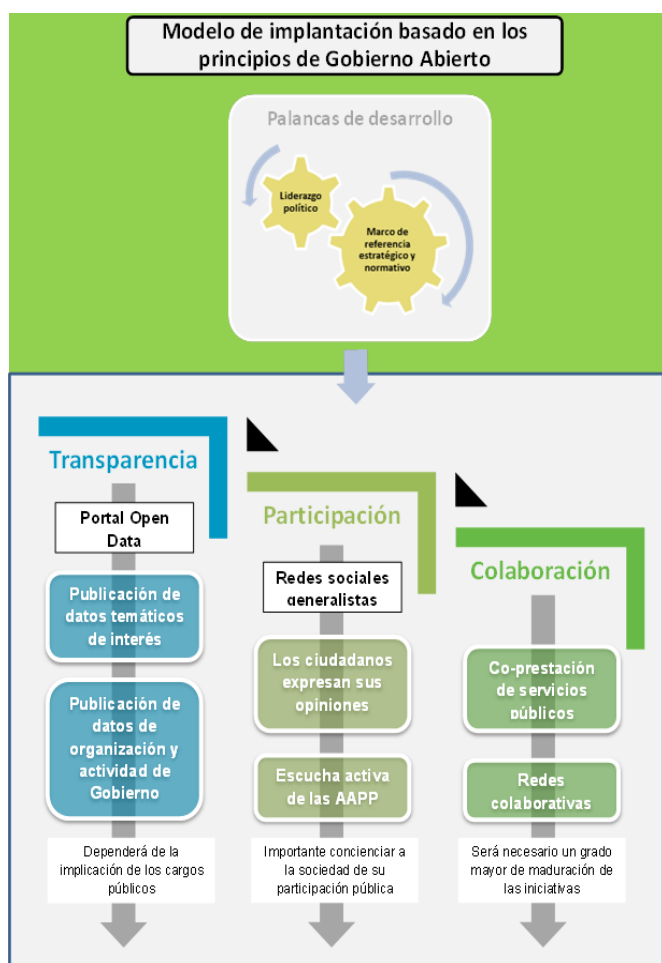 Modelo de implantación basado en los
principios de Gobierno Abierto
Palancas de desarrollo
Liderazgo
político
Marco de
referencia
estratégico y
normativo
Transparencia
Portal Open
Data
Publicación de
datos temáticos
de interés
Publicación de
datos de
organización y
actividad de
Gobierno
Dependerá de la
implicación de los cargos
públicos
Participación
Redes sociales
generalistas
Los ciudadanos
expresan sus
opiniones
Escucha activa
de las AAPP
Importante concienciar a
la sociedad de su
participación pública
Colaboración
Co-prestación
de servicios
públicos
Redes
colaborativas
Será necesario un grado
mayor de maduración de
las iniciativas